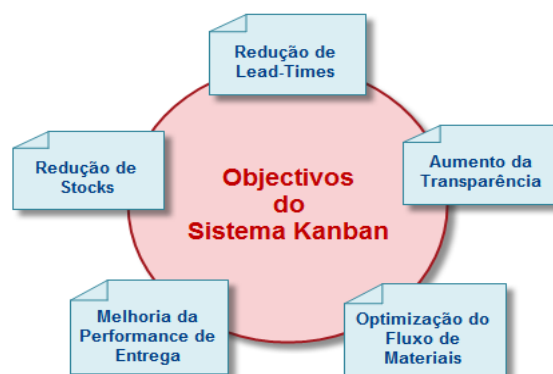 Redução de
Lead-Times
Redução de
Stocks
Objectivos
do
Sistema Kanban
Aumento da
Transparência
Melhoria da
Performance de
Entrega
Optimização do
Fluxo de
Materiais